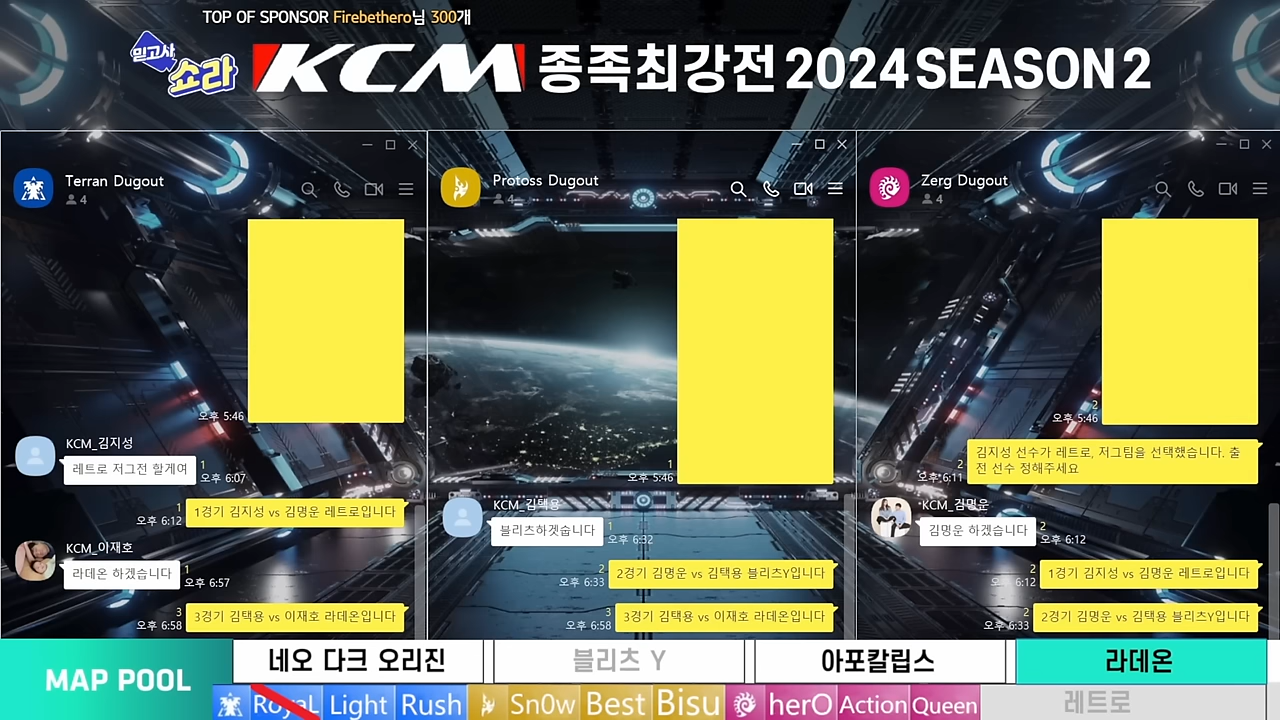 TOP OF SPONSOR Firebethero님 300개
믿고사
쇼라
KCM 종족최강전 2024 SEASON 2
Terran Dugout
4
오후 5:46
KCM_김지성
레트로 저그전 할게여
1
오후 6:07
1
오후 6:12
1경기 김지성 vs 김명운 레트로입니다
KCM_이재호
라데온 하겠습니다
1
오후 6:57
3
오후 6:58
3경기 김택용 vs 이재호 라데온입니다
Protoss Dugout
4
1
오후 5:46
KCM_김택용
블리츠하겟숩니다
1
오후 6:32
2
오후 6:33
2경기 김명운 vs 김택용 블리츠Y입니다
3
오후 6:58
3경기 김택용 vs 이재호 라데온입니다
Zerg Dugout
4
2
오후 5:46
김지성 선수가 레트로, 저그팀을 선택했습니다. 출
전 선수 정해주세요
2
오후 6:11
KCM_김명운
김명운 하겠습니다
2
오후 6:12
2
오후 6:12
1경기 김지성 vs 김명운 레트로입니다
2
오후 6:33
2경기 김명운 vs 김택용 블리츠Y입니다
MAP POOL
네오 다크 오리진
블리츠 Y
아포칼립스
라데온
RoyaL Light Rush Sn0w Best Bisu herO Action Queen
레트로